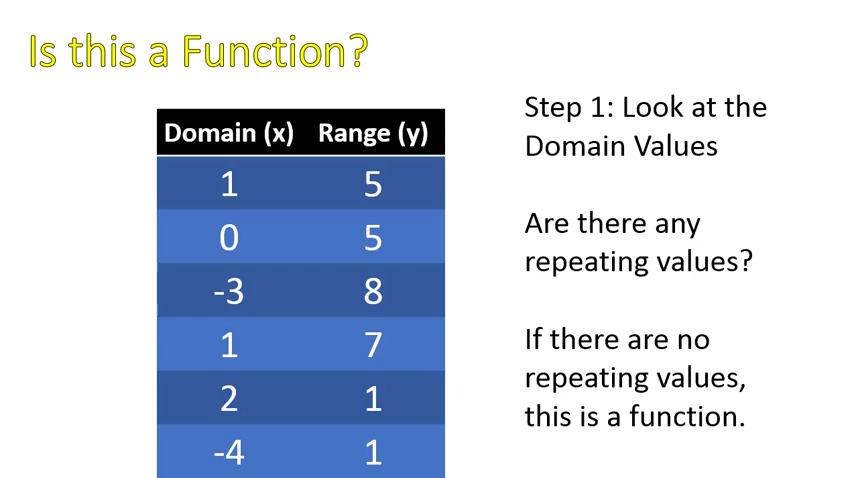 Is this a Function?
Domain (x) Range (y)
1 5
0 5
-3 8
1 7
2 1
-4 1
Step 1: Look at the
Domain Values
Are there any
repeating values?
If there are no
repeating values,
this is a function.